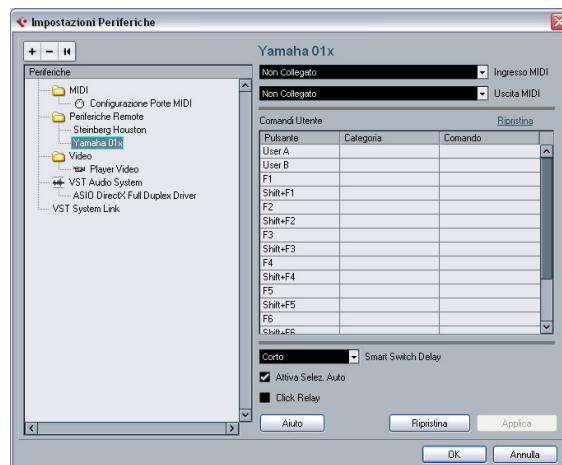 Impostazioni Periferiche
+ -
Yamaha 01x
Periferiche
MIDI
Configurazione Porte MIDI
Periferiche Remote
Steinberg Houston
Yamaha 01x
Video
Player Video
VST Audio System
ASIO DirectX Full Duplex Driver
VST System Link
Non Collegato Ingresso MIDI
Non Collegato Uscita MIDI
Comandi Utente Ripristina
Pulsante Categoria Comando
User A
User B
F1
Shift+F1
F2
Shift+F2
F3
Shift+F3
F4
Shift+F4
F5
Shift+F5
F6
Shift+F6
Corto Smart Switch Delay
Attiva Selez. Auto
Click Relay
Aiuto Ripristina Applica
OK Annulla